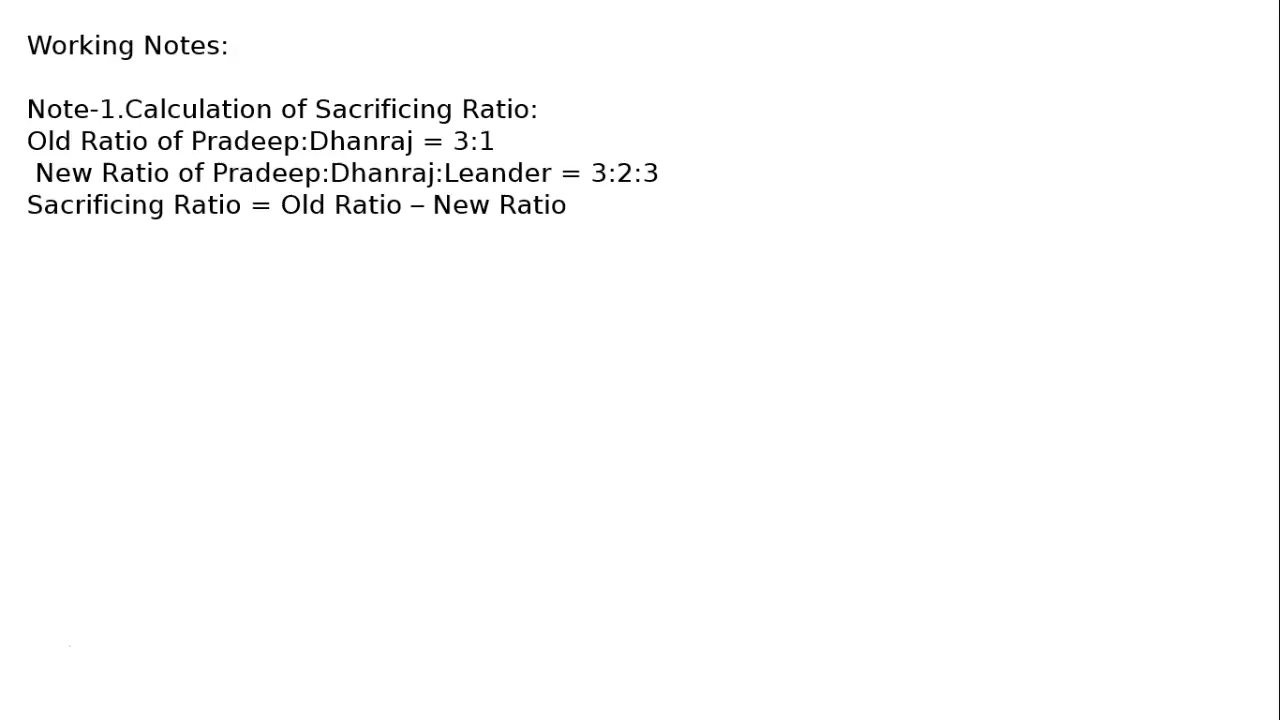 Working Notes:
Note-1.Calculation of Sacrificing Ratio:
Old Ratio of Pradeep:Dhanraj = 3:1
New Ratio of Pradeep:Dhanraj:Leander = 3:2:3
Sacrificing Ratio = Old Ratio – New Ratio